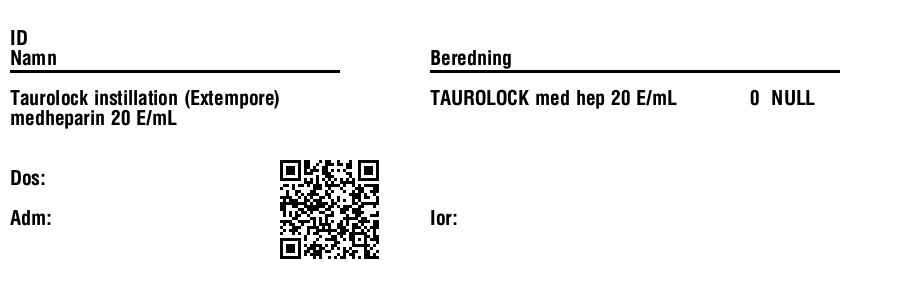 ID
Namn
Beredning
Taurolock instillation (Extempore)
medheparin 20 E/mL
TAUROLOCK med hep 20 E/mL 0 NULL
Dos:
Adm:
Ior: